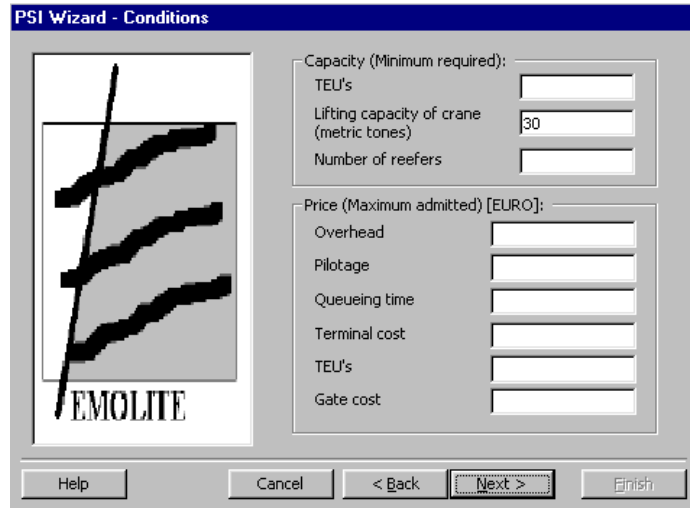 PSI Wizard - Conditions
Capacity (Minimum required):
TEU's
Lifting capacity of crane
(metric tones)
30
Number of reefers
Price (Maximum admitted) [EURO]:
Overhead
Pilotage
Queueing time
Terminal cost
TEU's
Gate cost
EMOLITE
Help
Cancel
< Back
Next >
Finish